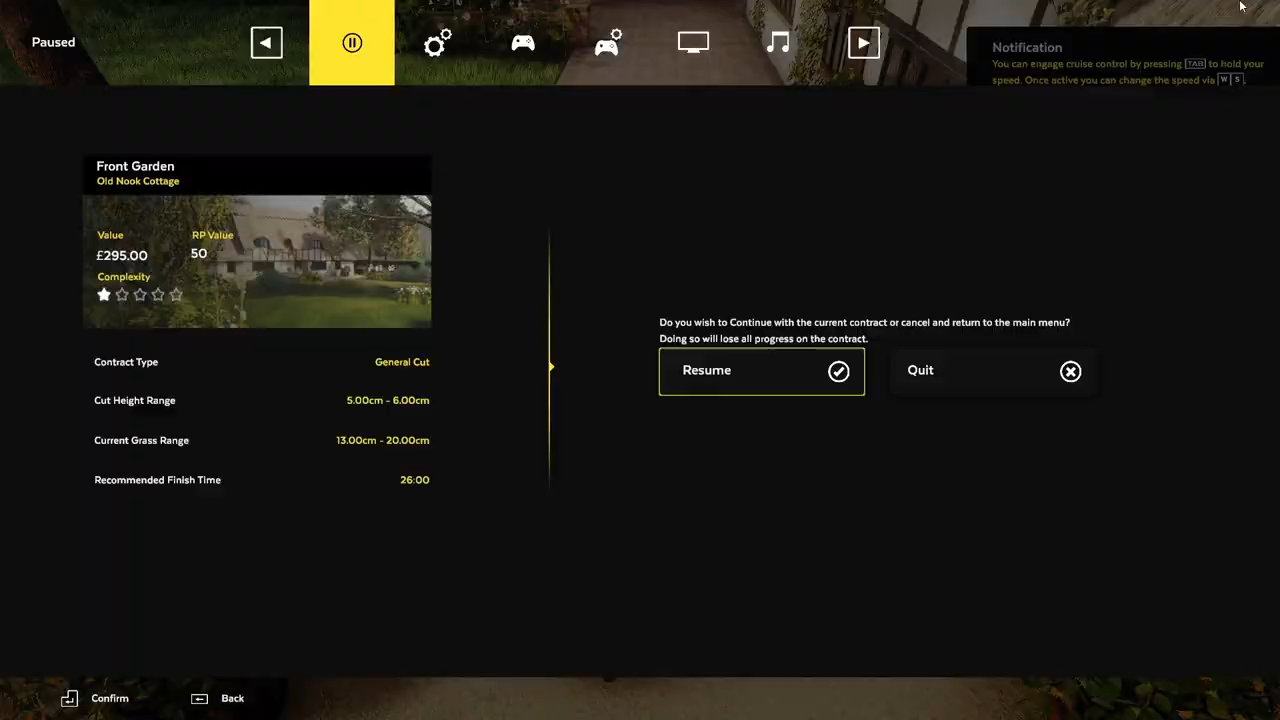 Paused
Notification
You can engage cruise control by pressing TAB to hold your
speed. Once active you can change the speed via W S.
Front Garden
Old Nook Cottage
Value
RP Value
£295.00
50
Complexity
Contract Type
General Cut
Cut Height Range
5.00cm - 6.00cm
Current Grass Range
13.00cm - 20.00cm
Recommended Finish Time
26:00
Do you wish to Continue with the current contract or cancel and return to the main menu?
Doing so will lose all progress on the contract.
Resume
Quit
Confirm
Back